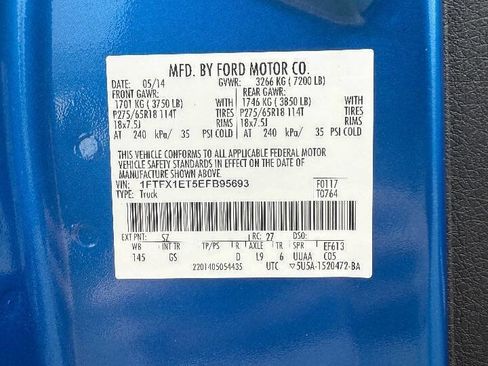 MFD. BY FORD MOTOR CO.
DATE: 05/14 GVWR: 3266 KG ( 7200 LB)
FRONT GAWR: REAR GAWR:
1701 KG ( 3750 LB) WITH 1746 KG ( 3850 LB) WITH
P275/65R18 114T TIRES P275/65R18 114T TIRES
18x7.5J RIMS 18x7.5J RIMS
AT 240 kPa/ 35 PSI COLD AT 240 kPa/ 35 PSI COLD
THIS VEHICLE CONFORMS TO ALL APPLICABLE FEDERAL MOTOR
VEHICLE SAFETY STANDARDS IN EFFECT ON THE DATE OF
MANUFACTURE SHOWN ABOVE.
VIN: 1FTFX1ET5EFB95693 F0117
TYPE: Truck T0764
EXT PNT: SZ RC: 27 DSO:
WB INT TR TP/PS R AXLE TR SPR EF613
145 GS D L9 6 UUAA C05
2201405054435 UTC 5U5A-1520472-BA